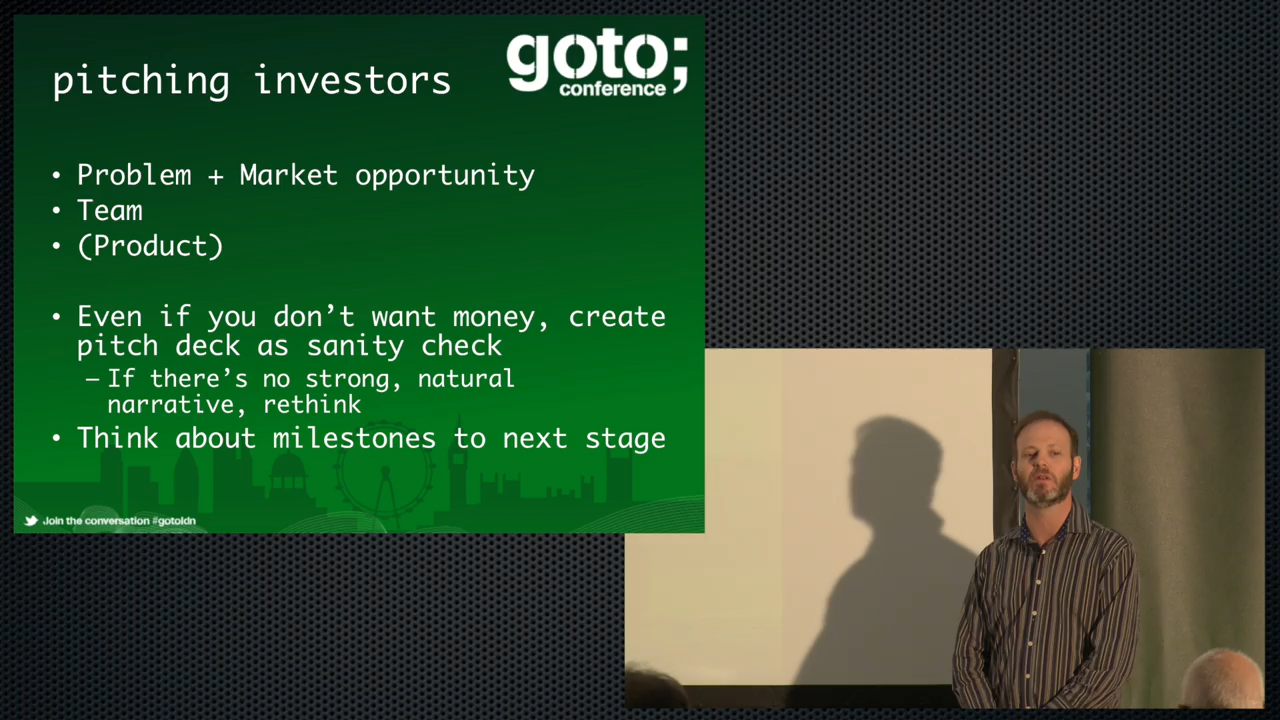 pitching investors
goto;
conference
• Problem + Market opportunity
• Team
• (Product)
• Even if you don’t want money, create
pitch deck as sanity check
– If there’s no strong, natural
narrative, rethink
• Think about milestones to next stage
Join the conversation #gotoldn